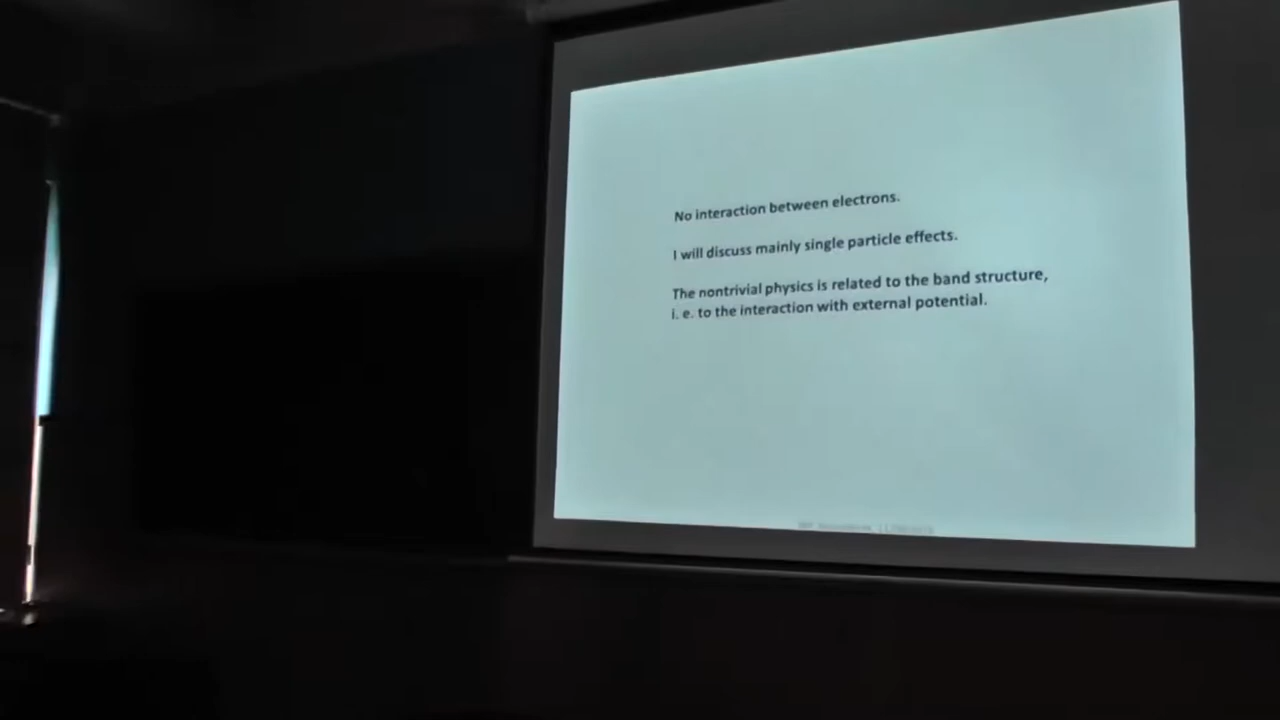 No interaction between electrons.
I will discuss mainly single particle effects.
The nontrivial physics is related to the band structure,
i. e. to the interaction with external potential.